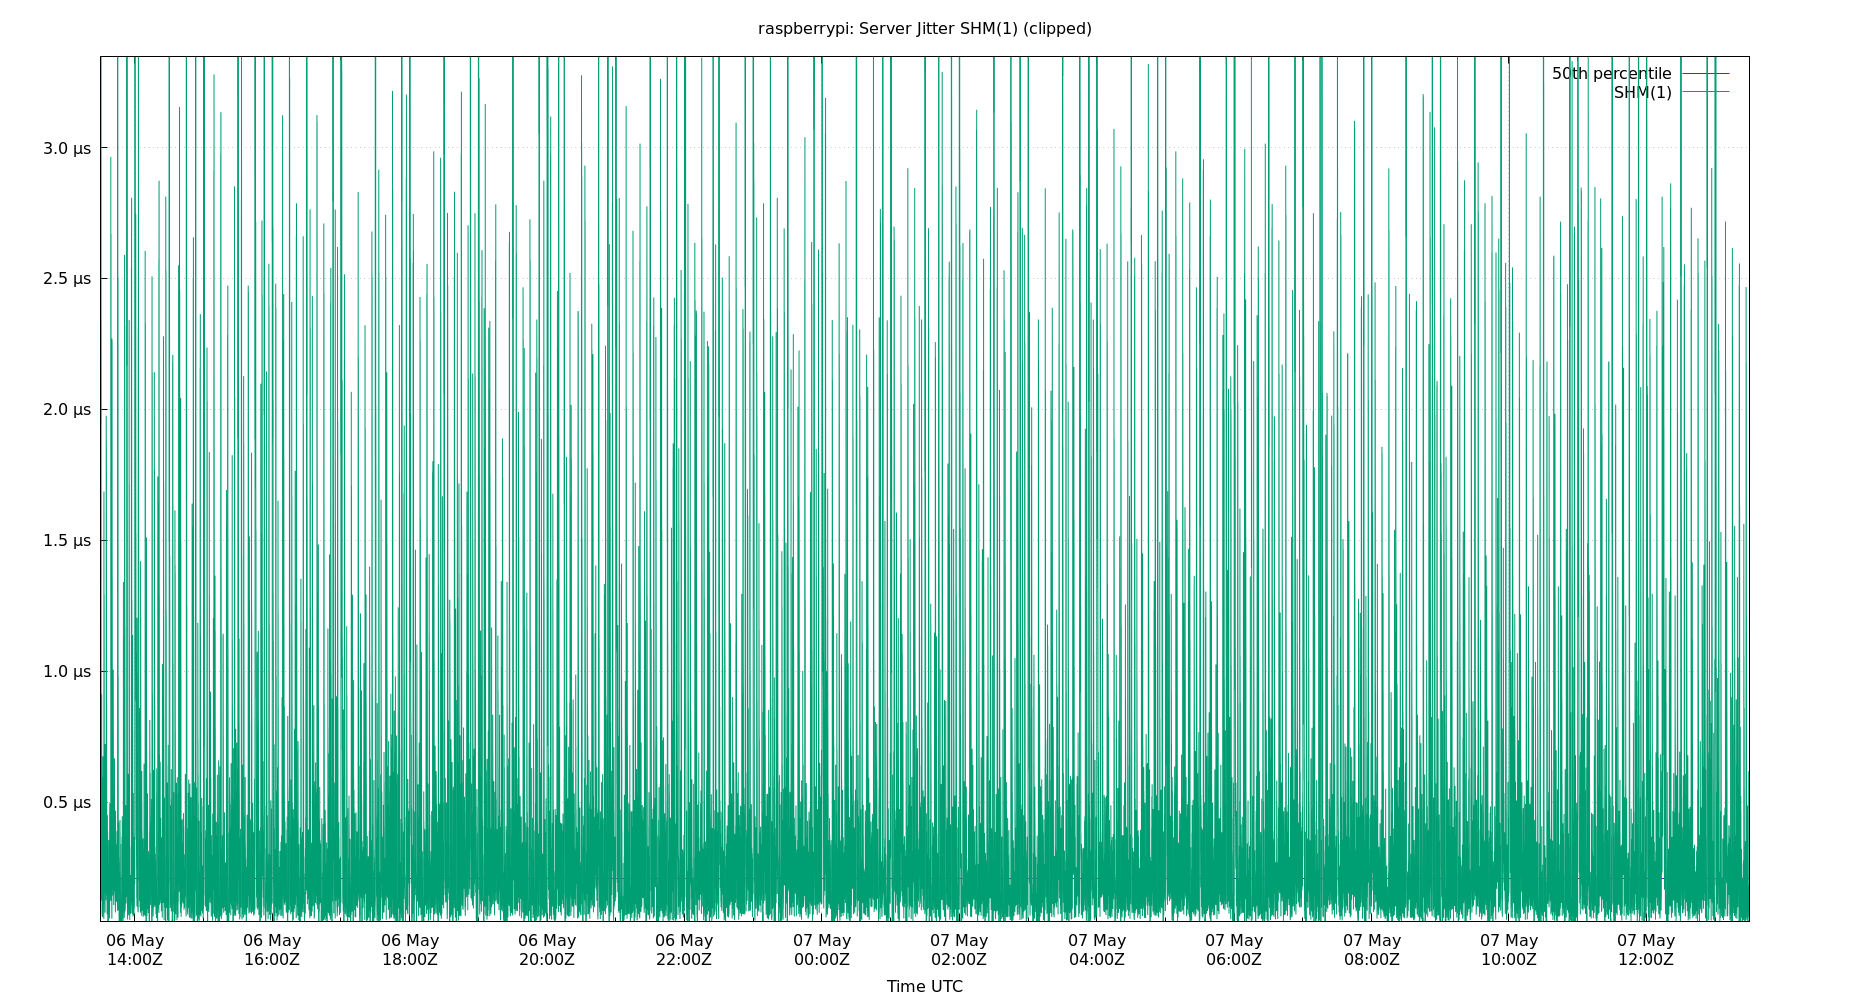 raspberrypi: Server Jitter SHM(1) (clipped)
50th percentile
SHM(1)
3.0 μs
2.5 μs
2.0 μs
1.5 μs
1.0 μs
0.5 μs
06 May 06 May 06 May 06 May 06 May 07 May 07 May 07 May 07 May 07 May 07 May 07 May
14:00Z 16:00Z 18:00Z 20:00Z 22:00Z 00:00Z 02:00Z 04:00Z 06:00Z 08:00Z 10:00Z 12:00Z
Time UTC